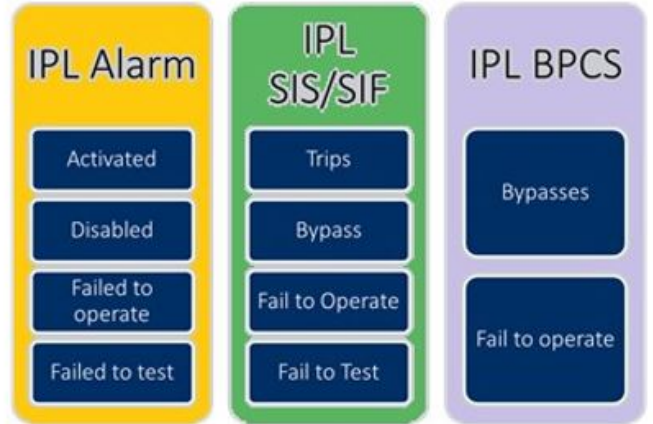 IPL Alarm
Activated
Disabled
Failed to
operate
Failed to test
IPL
SIS/SIF
Trips
Bypass
Fail to Operate
Fail to Test
IPL BPCS
Bypasses
Fail to operate